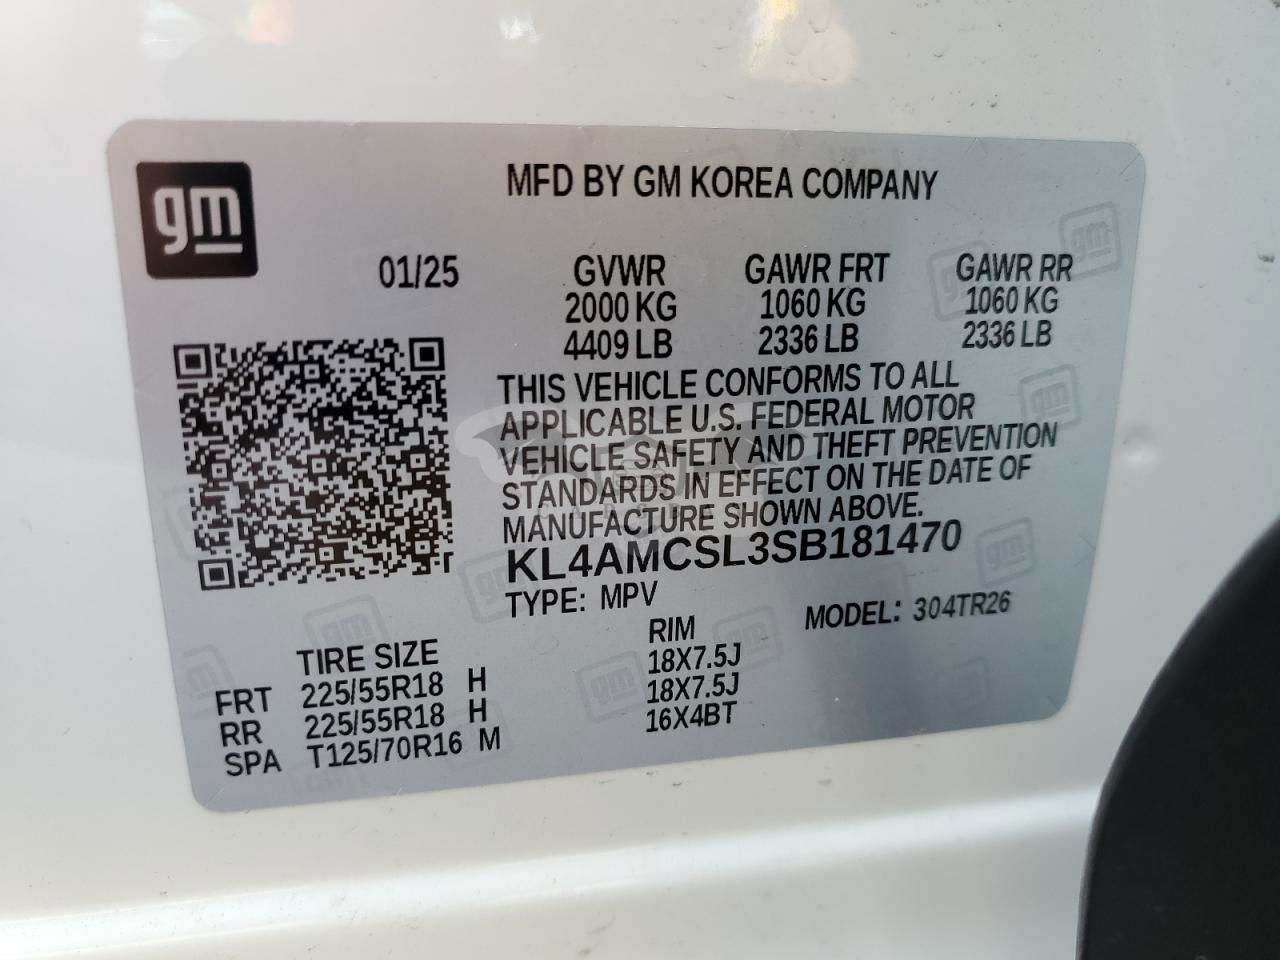 gm
MFD BY GM KOREA COMPANY
01/25 GVWR GAWR FRT GAWR RR
2000 KG 1060 KG 1060 KG
4409 LB 2336 LB 2336 LB
THIS VEHICLE CONFORMS TO ALL
APPLICABLE U.S. FEDERAL MOTOR
VEHICLE SAFETY AND THEFT PREVENTION
STANDARDS IN EFFECT ON THE DATE OF
MANUFACTURE SHOWN ABOVE.
KL4AMCSL3SB181470
TYPE: MPV MODEL: 304TR26
TIRE SIZE RIM
FRT 225/55R18 H 18X7.5J
RR 225/55R18 H 18X7.5J
SPA T125/70R16 M 16X4BT